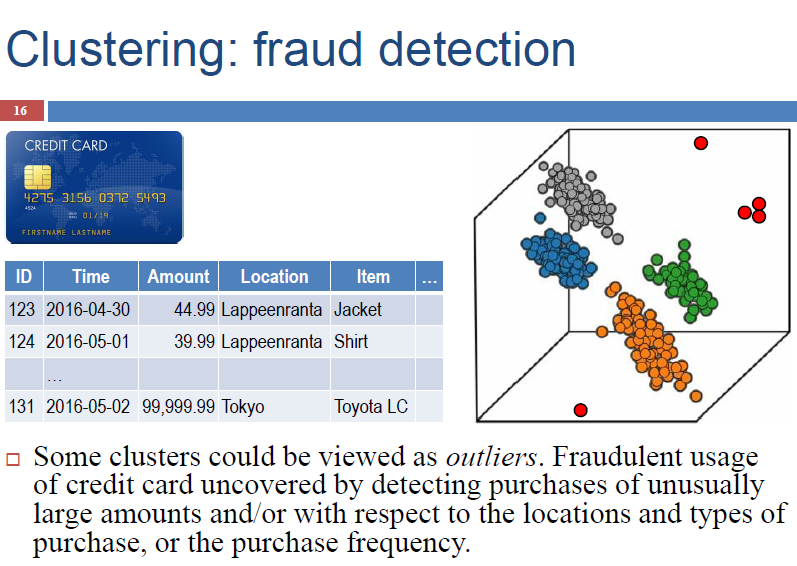 Clustering: fraud detection
16
CREDIT CARD
4275 3156 0372 5493
4524
01/19
FIRSTNAME LASTNAME
ID Time Amount Location Item ...
123 2016-04-30 44.99 Lappeenranta Jacket
124 2016-05-01 39.99 Lappeenranta Shirt
...
131 2016-05-02 99,999.99 Tokyo Toyota LC
Some clusters could be viewed as outliers. Fraudulent usage
of credit card uncovered by detecting purchases of unusually
large amounts and/or with respect to the locations and types of
purchase, or the purchase frequency.